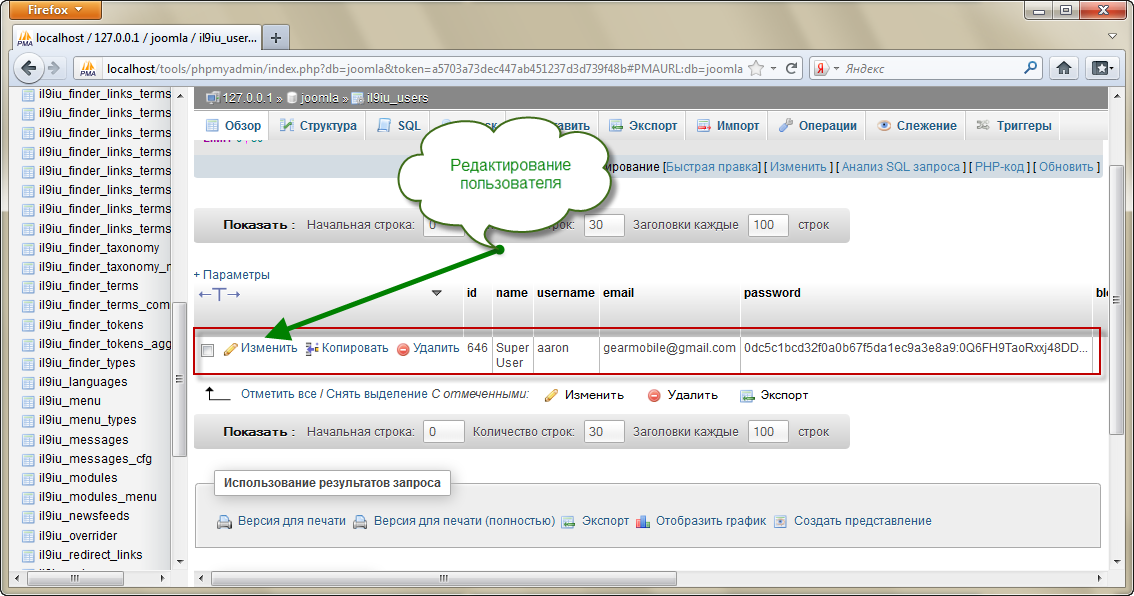 Firefox
PMA localhost / 127.0.0.1 / joomla / il9iu_user...
PMA localhost/tools/phpmyadmin/index.php?db=joomla&token=a5703a73dec447ab451237d3d739f48b#PMAURL:db=joomla
Я Яндекс
il9iu_finder_links_terms
il9iu_finder_links_terms
il9iu_finder_links_terms
il9iu_finder_links_terms
il9iu_finder_links_terms
il9iu_finder_links_terms
il9iu_finder_links_terms
il9iu_finder_links_terms
il9iu_finder_taxonomy
il9iu_finder_taxonomy_r
il9iu_finder_terms
il9iu_finder_terms_com
il9iu_finder_tokens
il9iu_finder_tokens_agg
il9iu_finder_types
il9iu_languages
il9iu_menu
il9iu_menu_types
il9iu_messages
il9iu_messages_cfg
il9iu_modules
il9iu_modules_menu
il9iu_newsfeeds
il9iu_overrider
il9iu_redirect_links
127.0.0.1 » joomla » il9iu_users
Обзор Структура SQL Экспорт Импорт Операции Слежение Триггеры
Редактирование
пользователя
ирование [Быстрая правка] [ Изменить ] [ Анализ SQL запроса ] [ PHP-код ] [ Обновить ]
Показать : Начальная строка: 0 рок: 30 Заголовки каждые 100 строк
+ Параметры
←T→ id name username email password blo
Изменить Копировать Удалить 646 Super User aaron gearmobile@gmail.com 0dc5c1bcd32f0a0b67f5da1ec9a3e8a9:0Q6FH9TaoRxxj48DD...
Отметить все / Снять выделение С отмеченными: Изменить Удалить Экспорт
Показать : Начальная строка: 0 Количество строк: 30 Заголовки каждые 100 строк
Использование результатов запроса
Версия для печати Версия для печати (полностью) Экспорт Отобразить график Создать представление